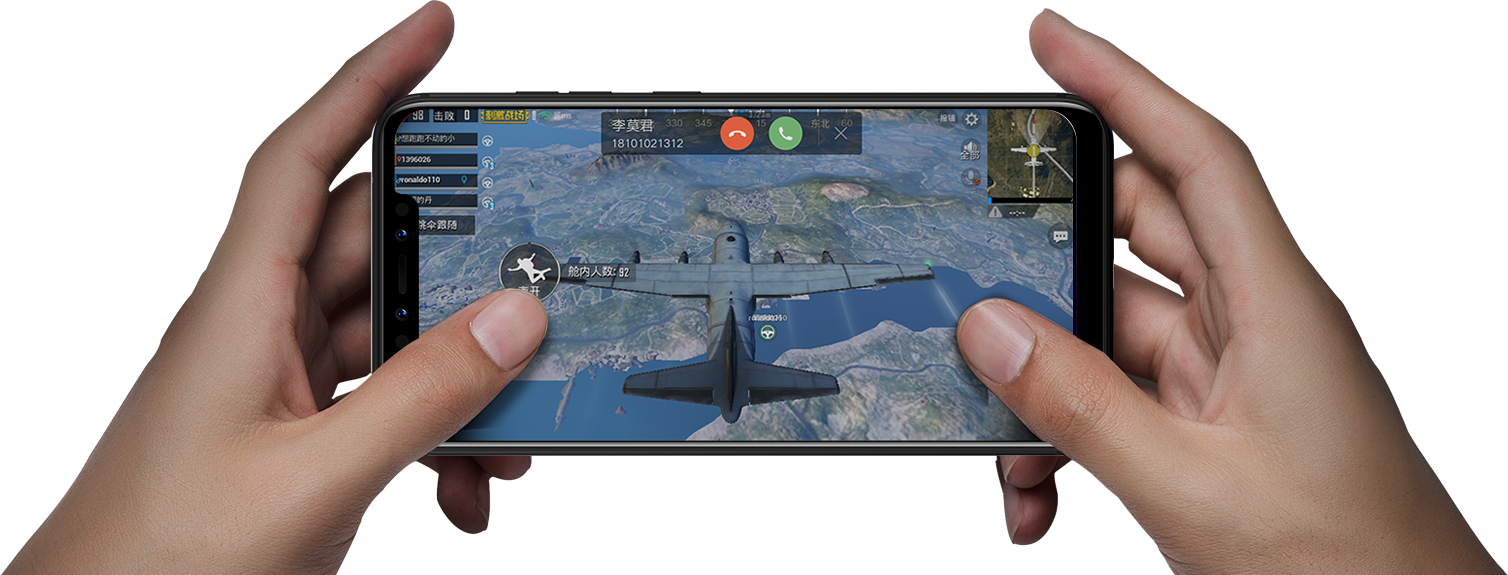 98 击败 0 刺激战场
想跑跑不动的小
1396026
ronaldo110
的丹
跳伞跟随
李莫君
18101021312
330 345 15 东北 60
报错
全部
--:--
舱内人数: 92
离开